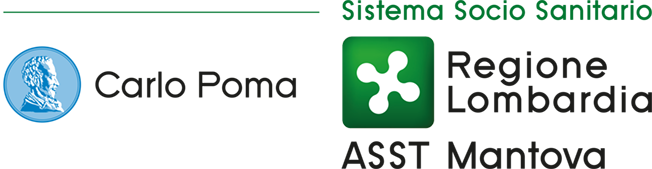 Carlo Poma
Sistema Socio Sanitario
Regione
Lombardia
ASST Mantova